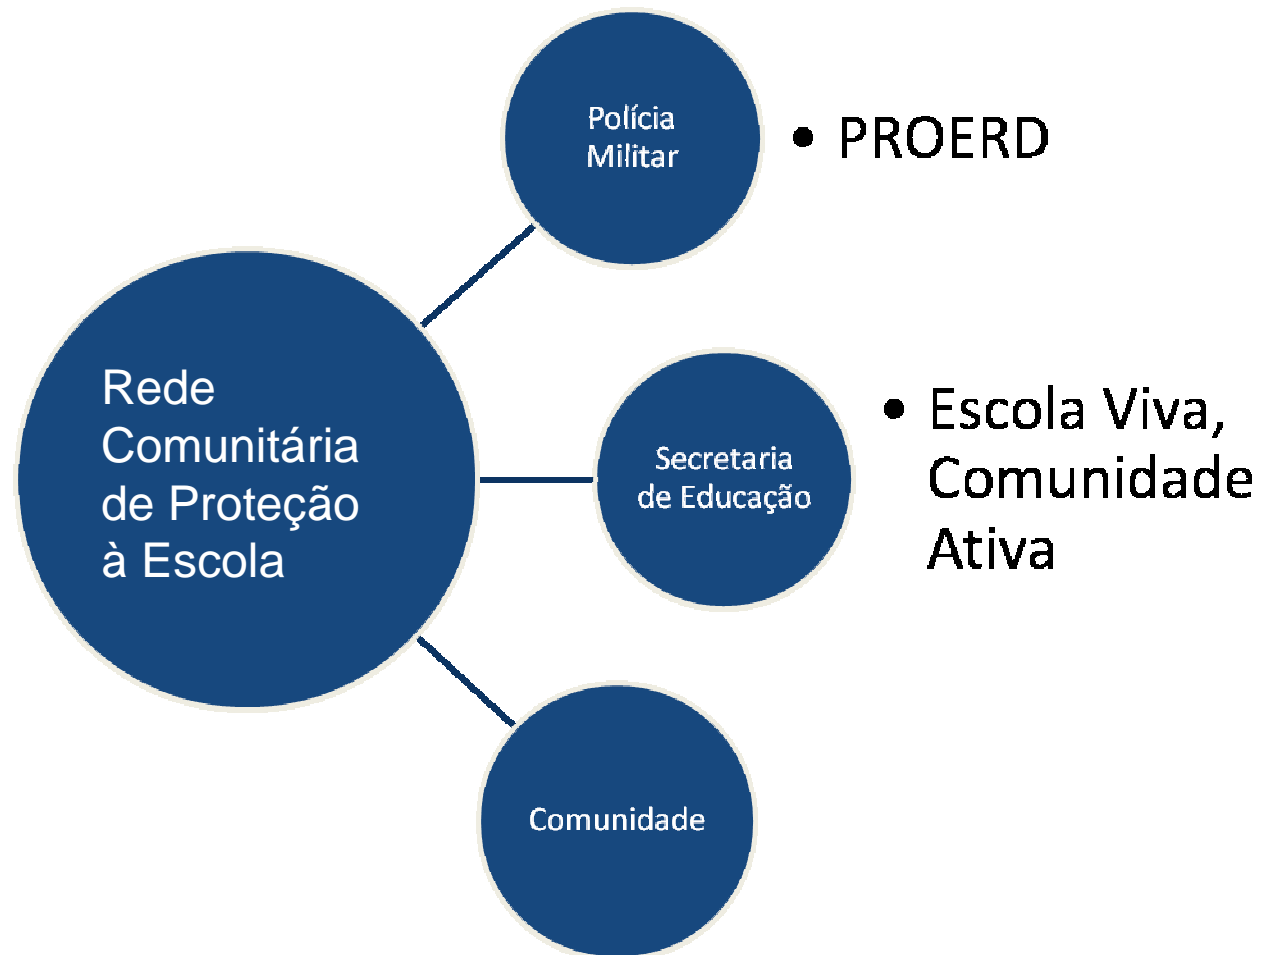 Polícia
Militar
• PROERD
Rede
Comunitária
de Proteção
à Escola
Secretaria
de Educação
• Escola Viva,
Comunidade
Ativa
Comunidade